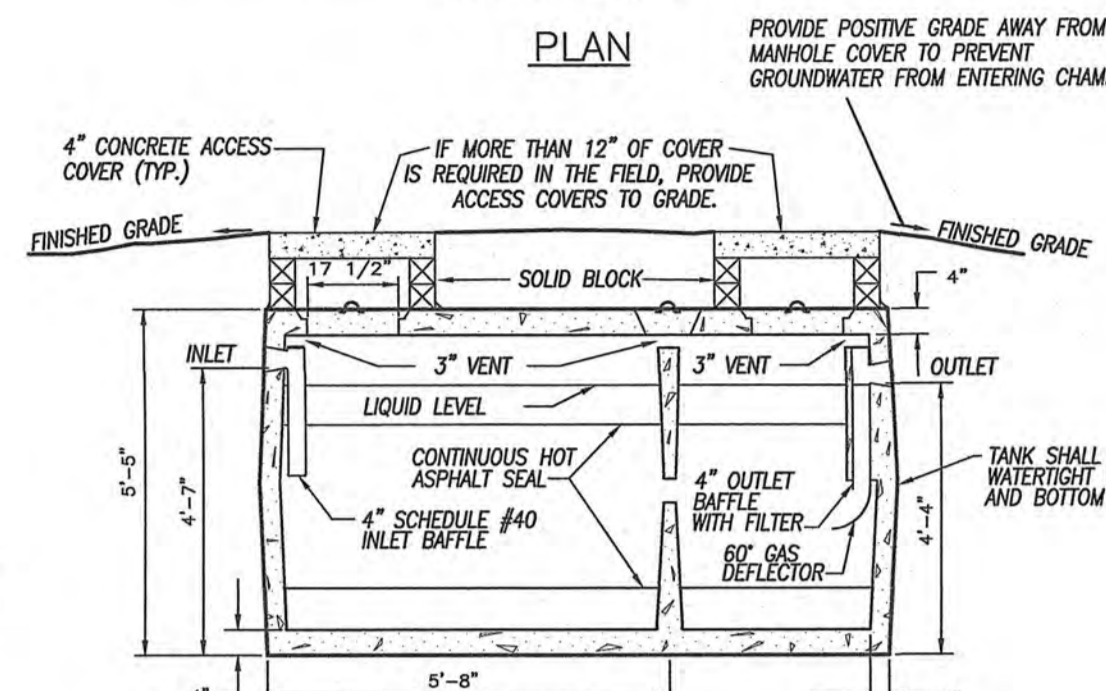 PLAN
PROVIDE POSITIVE GRADE AWAY FROM
MANHOLE COVER TO PREVENT
GROUNDWATER FROM ENTERING CHAM
4" CONCRETE ACCESS
COVER (TYP.)
IF MORE THAN 12" OF COVER
IS REQUIRED IN THE FIELD, PROVIDE
ACCESS COVERS TO GRADE.
FINISHED GRADE
FINISHED GRADE
17 1/2"
SOLID BLOCK
4"
INLET
3" VENT
3" VENT
OUTLET
LIQUID LEVEL
5'-5"
4'-7"
CONTINUOUS HOT
ASPHALT SEAL
4" OUTLET
BAFFLE
WITH FILTER
TANK SHALL
WATERTIGHT
AND BOTTOM
4" SCHEDULE #40
INLET BAFFLE
60° GAS
DEFLECTOR
4'-4"
5'-8"
4"